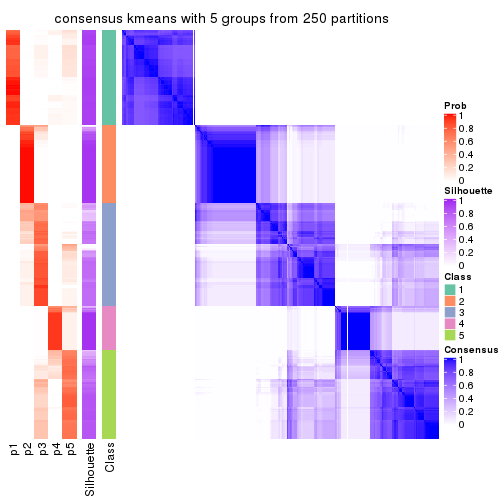 consensus kmeans with 5 groups from 250 partitions
Prob
1
0.8
0.6
0.4
0.2
0
Silhouette
1
0.8
0.6
0.4
0.2
0
Class
1
2
3
4
5
Consensus
1
0.8
0.6
0.4
0.2
0
p1
p2
p3
p4
p5
Silhouette
Class